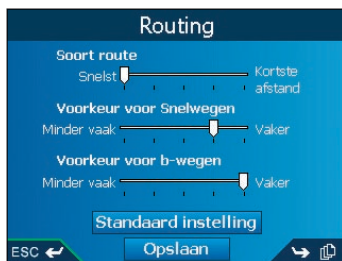 Routing
Soort route
Snelst
Kortste
afstand
Voorkeur voor Snelwegen
Minder vaak
Vaker
Voorkeur voor b-wegen
Minder vaak
Vaker
Standaard instelling
ESC
Opslaan